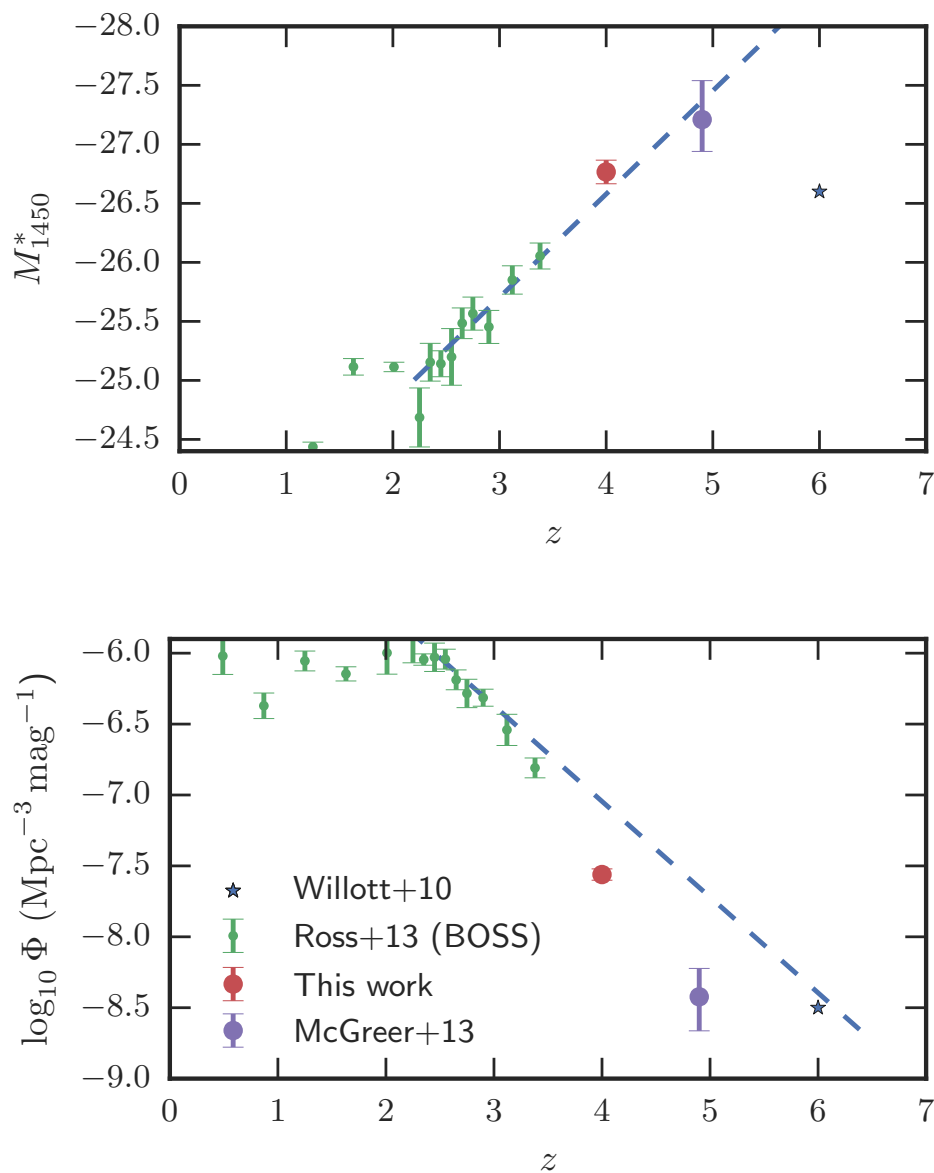 −28.0
−27.5
−27.0
−26.5
−26.0
−25.5
−25.0
−24.5
M*1450
0 1 2 3 4 5 6 7
z
−6.0
−6.5
−7.0
−7.5
−8.0
−8.5
−9.0
log10 Φ (Mpc−3 mag−1)
Willott+10
Ross+13 (BOSS)
This work
McGreer+13
0 1 2 3 4 5 6 7
z